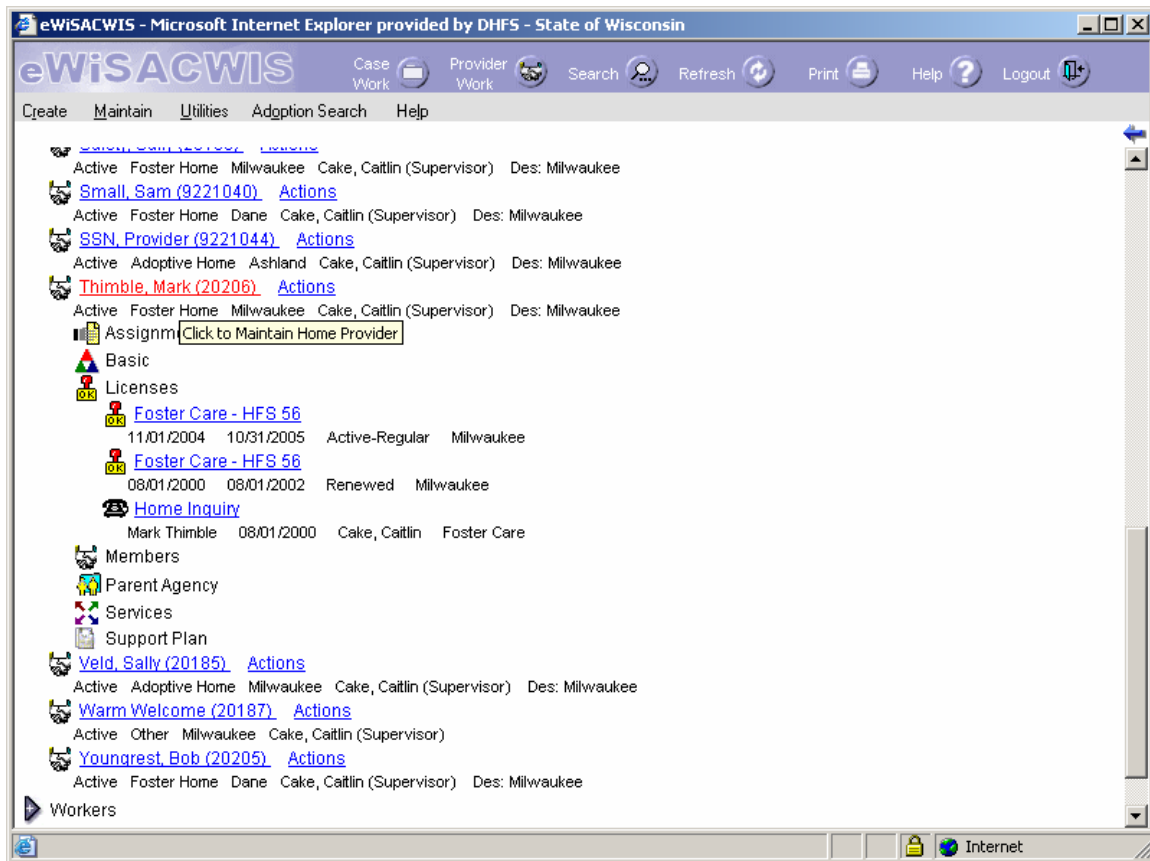 eWiSACWIS - Microsoft Internet Explorer provided by DHFS - State of Wisconsin
eWiSACWIS Case Work Provider Work Search Refresh Print Help Logout
Create Maintain Utilities Adoption Search Help
Actions
Active Foster Home Milwaukee Cake, Caitlin (Supervisor) Des: Milwaukee
Small, Sam (9221040) Actions
Active Foster Home Dane Cake, Caitlin (Supervisor) Des: Milwaukee
SSN, Provider (9221044) Actions
Active Adoptive Home Ashland Cake, Caitlin (Supervisor) Des: Milwaukee
Thimble, Mark (20206) Actions
Active Foster Home Milwaukee Cake, Caitlin (Supervisor) Des: Milwaukee
Assignm Click to Maintain Home Provider
Basic
OK Licenses
OK Foster Care - HFS 56
11/01/2004 10/31/2005 Active-Regular Milwaukee
OK Foster Care - HFS 56
08/01/2000 08/01/2002 Renewed Milwaukee
Home Inquiry
Mark Thimble 08/01/2000 Cake, Caitlin Foster Care
Members
Parent Agency
Services
Support Plan
Veld, Sally (20185) Actions
Active Adoptive Home Milwaukee Cake, Caitlin (Supervisor) Des: Milwaukee
Warm Welcome (20187) Actions
Active Other Milwaukee Cake, Caitlin (Supervisor)
Youngrest, Bob (20205) Actions
Active Foster Home Dane Cake, Caitlin (Supervisor) Des: Milwaukee
Workers
Internet